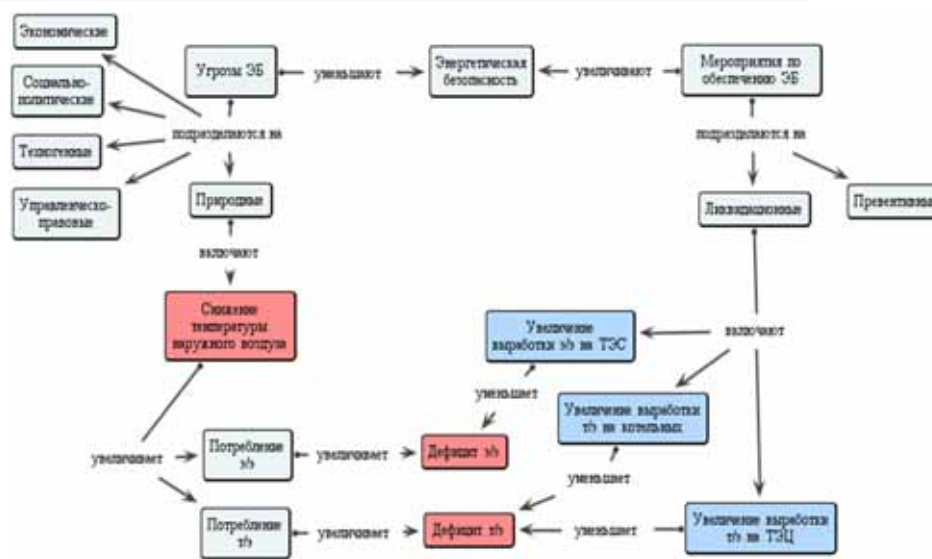 Экономические
Социально-
политические
Техногенные
Управленческо-
правовые
Угрозы ЭБ
уменьшают
Энергетическая
безопасность
увеличивают
Мероприятия по
обеспечению ЭБ
подразделяются на
подразделяются на
Природные
Ликвидационные
Превентивные
включают
Снижение
температуры
наружного воздуха
Увеличение
выработки э/э на ТЭС
включают
уменьшает
Увеличение выработки
т/э на котельных
увеличивает
Потребление
э/э
увеличивает
Дефицит э/э
уменьшает
Потребление
т/э
увеличивает
Дефицит т/э
уменьшает
Увеличение выработки
т/э на ТЭЦ